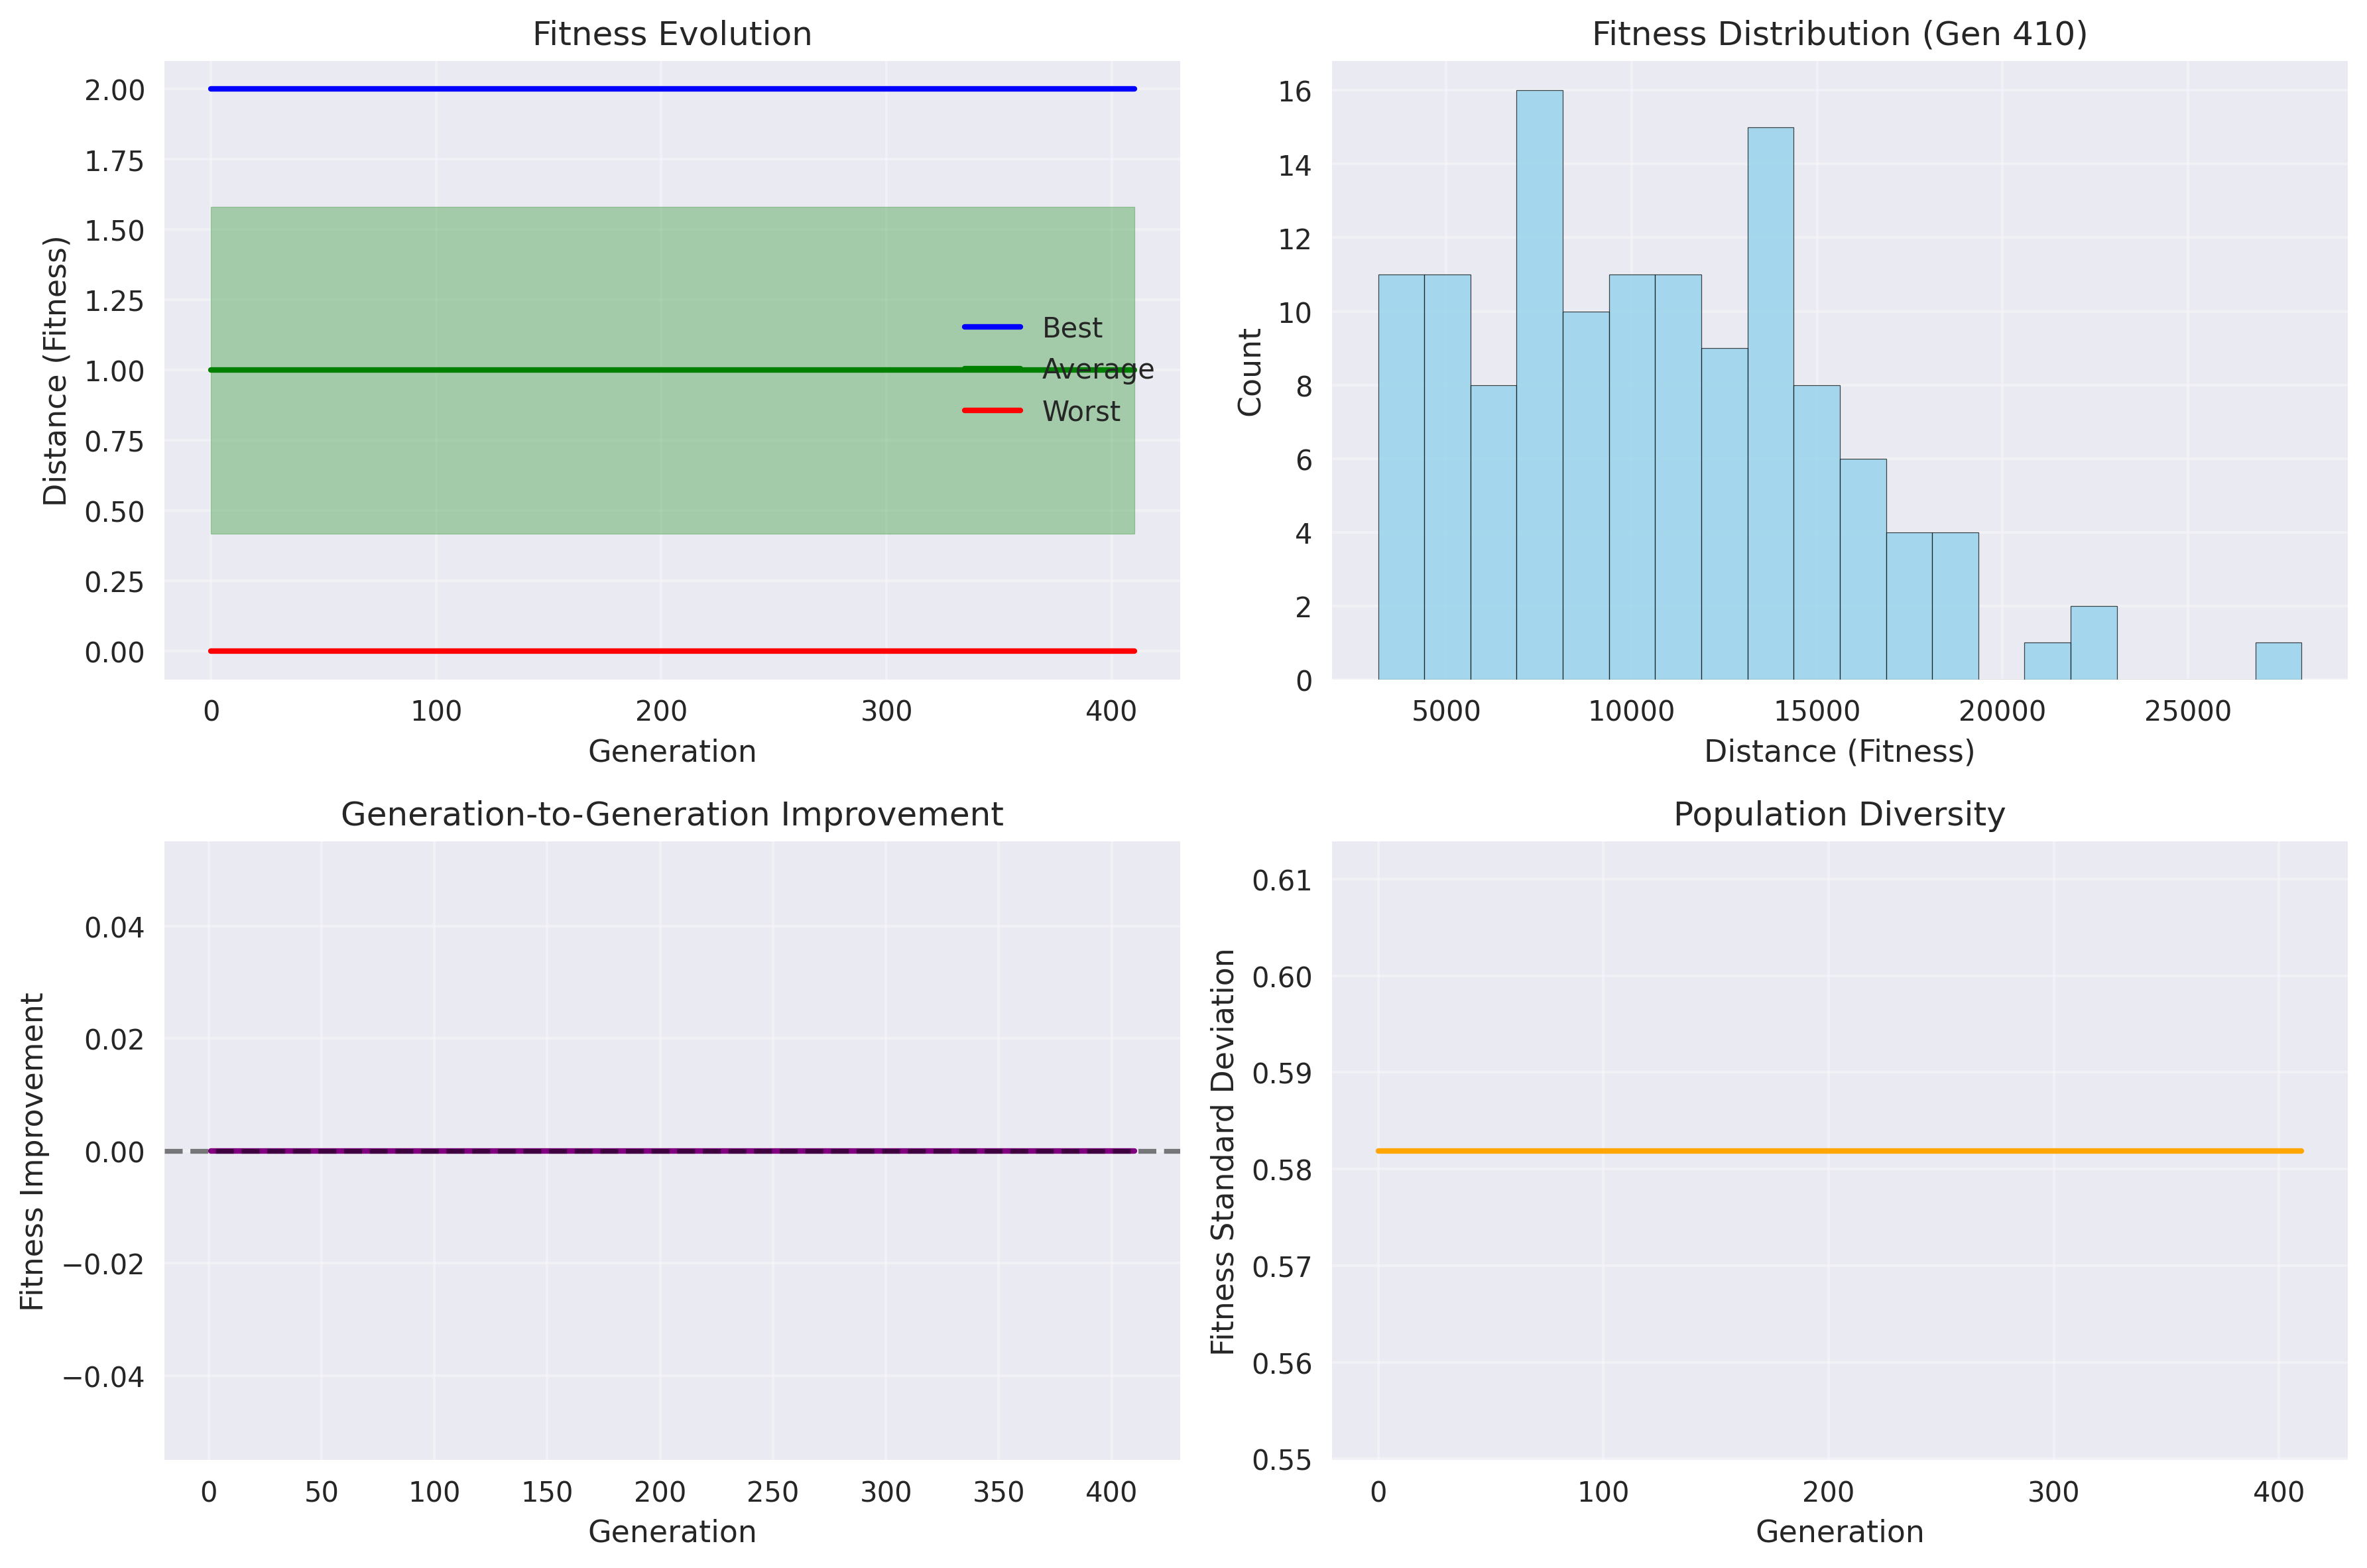 Fitness Evolution
2.00
1.75
1.50
1.25
1.00
0.75
0.50
0.25
0.00
Distance (Fitness)
Best
Average
Worst
0 100 200 300 400
Generation
Fitness Distribution (Gen 410)
16
14
12
10
8
6
4
2
0
Count
5000 10000 15000 20000 25000
Distance (Fitness)
Generation-to-Generation Improvement
0.04
0.02
0.00
−0.02
−0.04
Fitness Improvement
0 50 100 150 200 250 300 350 400
Generation
Population Diversity
0.61
0.60
0.59
0.58
0.57
0.56
0.55
Fitness Standard Deviation
0 100 200 300 400
Generation